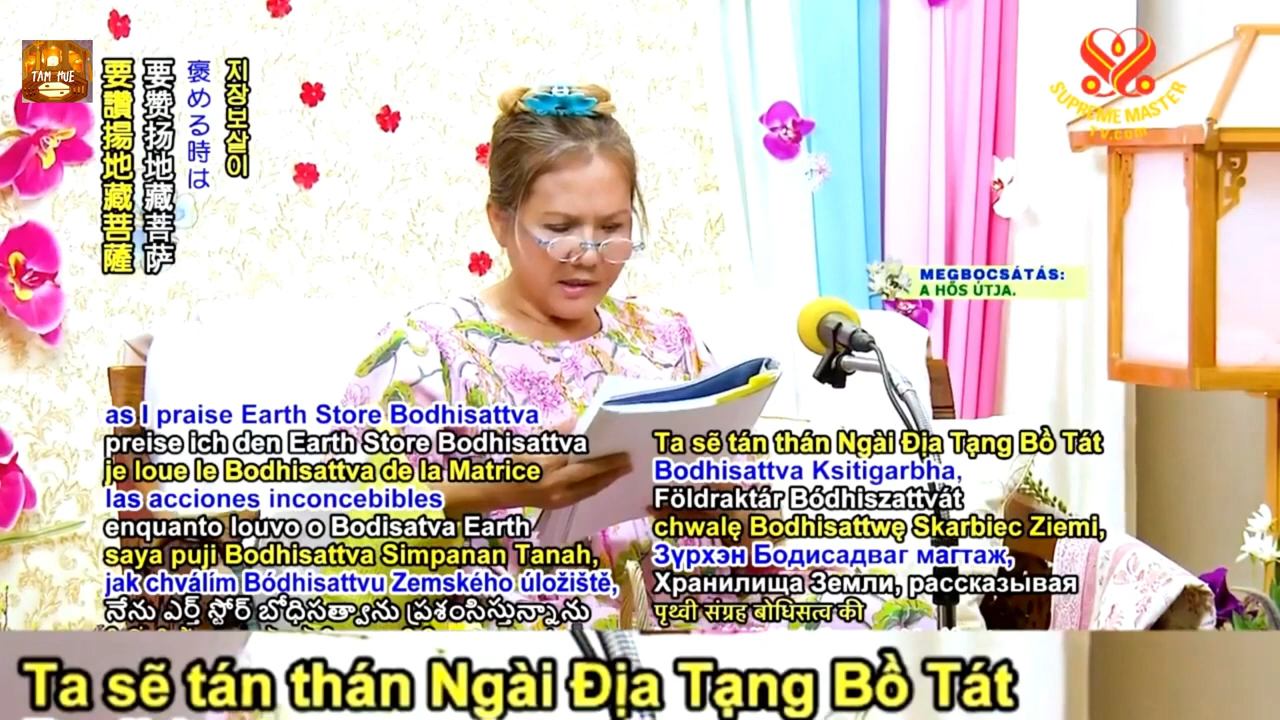 TAM HUE
要讚揚地藏菩薩
要赞扬地藏菩萨
褒める時は
지장보살이
SUPREME MASTER
TV.com
MEGBOCSÁTÁS:
A HŐS ÚTJA.
as I praise Earth Store Bodhisattva
preise ich den Earth Store Bodhisattva
je loue le Bodhisattva de la Matrice
las acciones inconcebibles
enquanto louvo o Bodisatva Earth
saya puji Bodhisattva Simpanan Tanah,
jak chválím Bódhisattvu Zemského úložiště,
నేను ఎర్త్ స్టోర్ బోధిసత్వాను ప్రశంసిస్తున్నాను
Ta sẽ tán thán Ngài Địa Tạng Bồ Tát
Bodhisattva Ksitigarbha,
Földraktár Bódhiszattvát
chwalę Bodhisattwę Skarbiec Ziemi,
Зүрхэн Бодисадваг магтаж,
Хранилища Земли, рассказывая
पृथ्वी संग्रह बोधिसत्व की
Ta sẽ tán thán Ngài Địa Tạng Bồ Tát